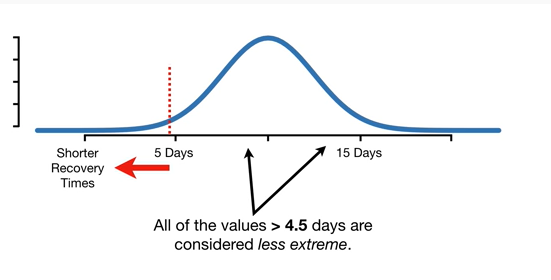 Shorter
Recovery
Times
5 Days
15 Days
All of the values > 4.5 days are
considered less extreme.